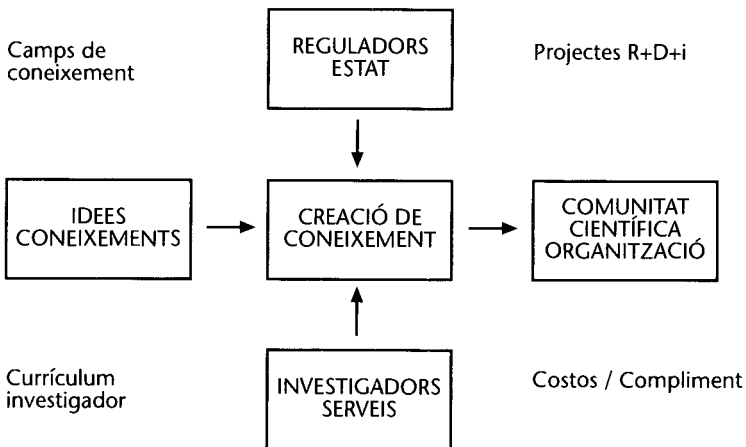 Camps de
coneixement
REGULADORS
ESTAT
Projectes R+D+i
IDEES
CONEIXEMENTS
CREACIÓ DE
CONEIXEMENT
COMUNITAT
CIENTÍFICA
ORGANITZACIÓ
Currículum
investigador
INVESTIGADORS
SERVEIS
Costos / Compliment